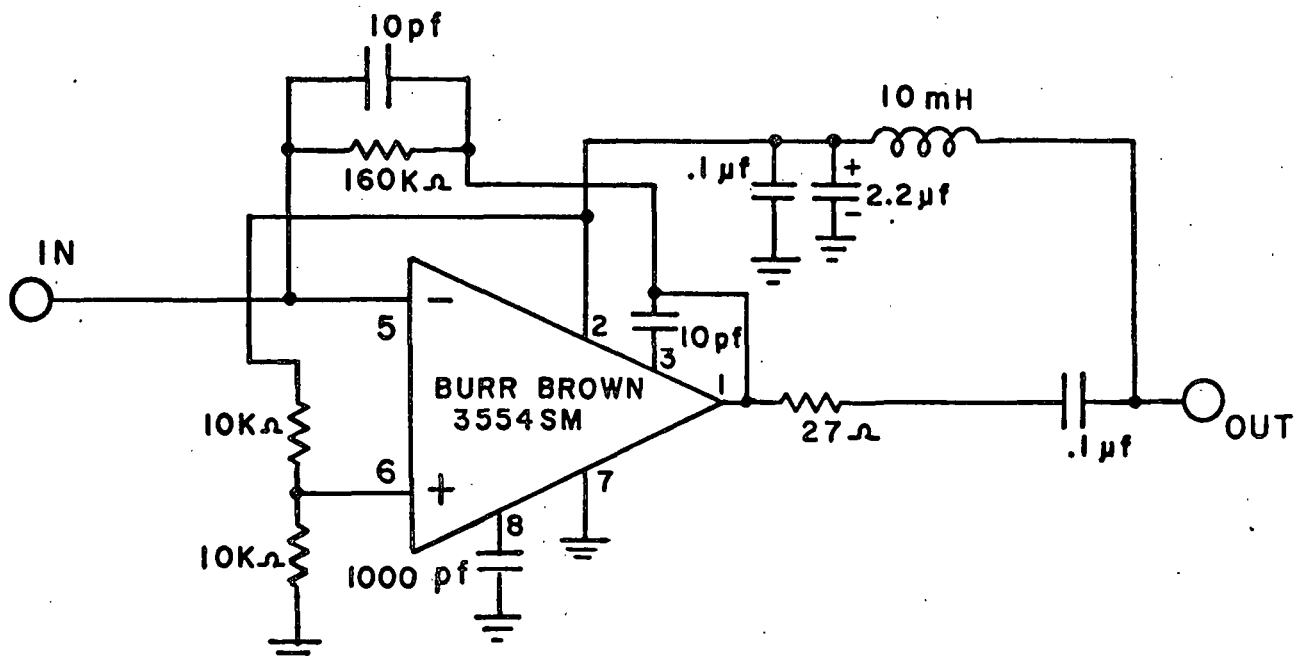 10pf
10 mH
160KΩ
.1µf
+
2.2µf
-
IN
-
5
2
10pf
3
BURR BROWN
3554SM
1
10KΩ
27Ω
.1µf
OUT
6
+
7
8
10KΩ
1000 pf